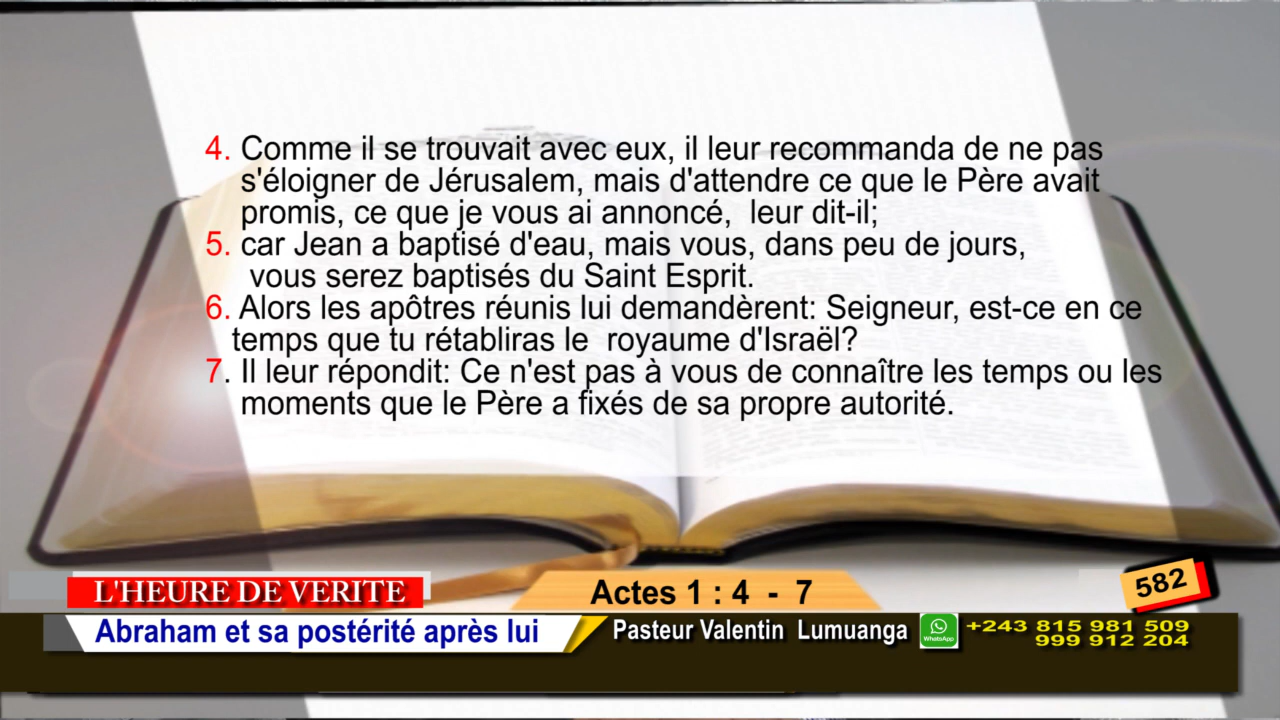 4. Comme il se trouvait avec eux, il leur recommanda de ne pas
s'éloigner de Jérusalem, mais d'attendre ce que le Père avait
promis, ce que je vous ai annoncé, leur dit-il;
5. car Jean a baptisé d'eau, mais vous, dans peu de jours,
vous serez baptisés du Saint Esprit.
6. Alors les apôtres réunis lui demandèrent: Seigneur, est-ce en ce
temps que tu rétabliras le royaume d'Israël?
7. Il leur répondit: Ce n'est pas à vous de connaître les temps ou les
moments que le Père a fixés de sa propre autorité.
L'HEURE DE VERITE
Actes 1 : 4 - 7
582
Abraham et sa postérité après lui
Pasteur Valentin Lumuanga
WhatsApp
+243 815 981 509
999 912 204